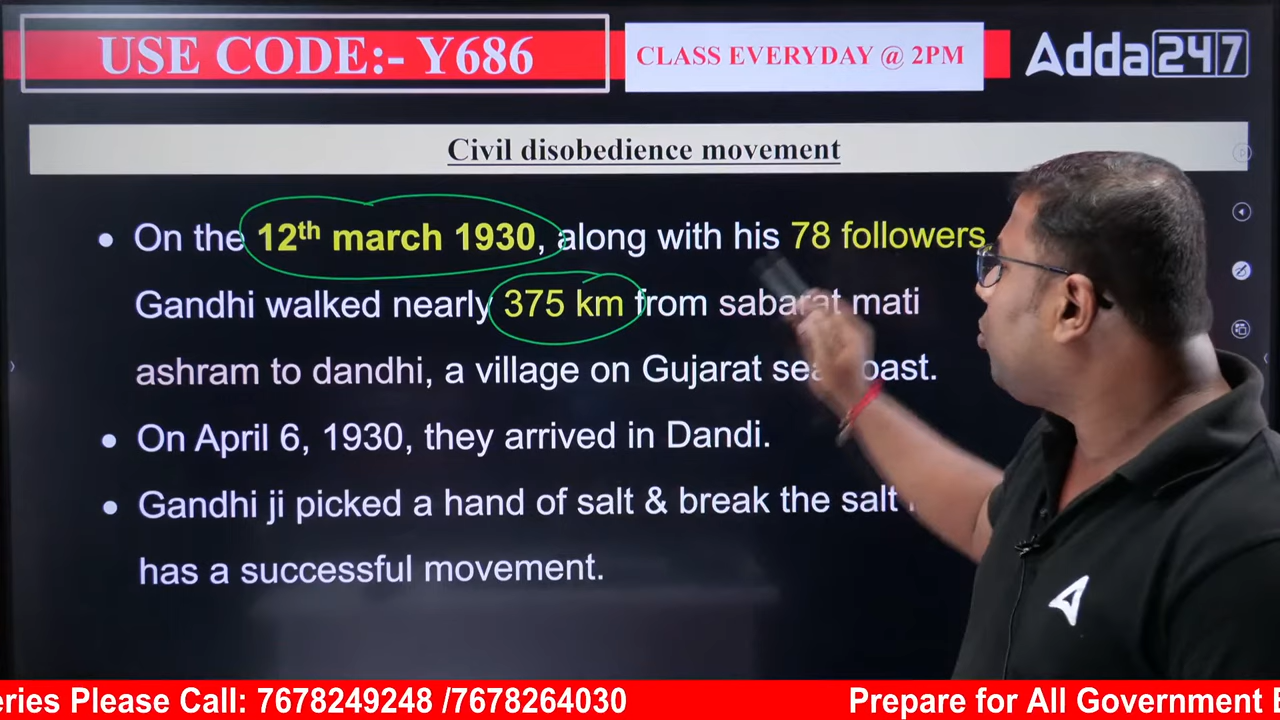 USE CODE:- Y686
CLASS EVERYDAY @ 2PM
Adda247
Civil disobedience movement
• On the 12th march 1930, along with his 78 followers
Gandhi walked nearly 375 km from sabarat mati
ashram to dandhi, a village on Gujarat sea coast.
• On April 6, 1930, they arrived in Dandi.
• Gandhi ji picked a hand of salt & break the salt
has a successful movement.
eries Please Call: 7678249248 /7678264030
Prepare for All Government E